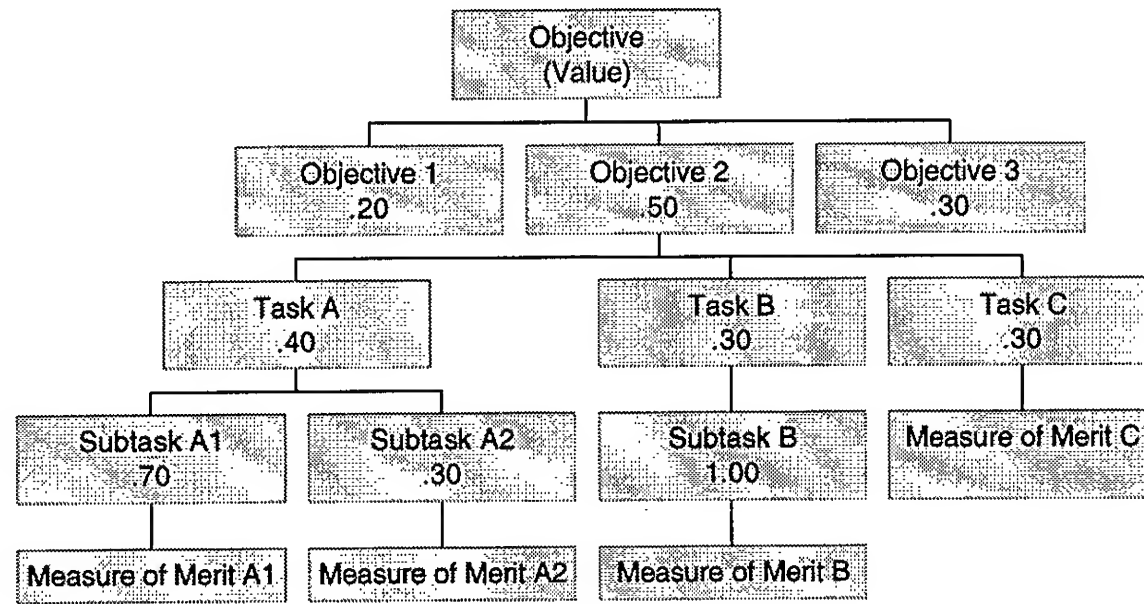 Objective
(Value)
Objective 1
.20
Objective 2
.50
Objective 3
.30
Task A
.40
Task B
.30
Task C
.30
Subtask A1
.70
Subtask A2
.30
Subtask B
1.00
Measure of Merit C
Measure of Merit A1
Measure of Merit A2
Measure of Merit B